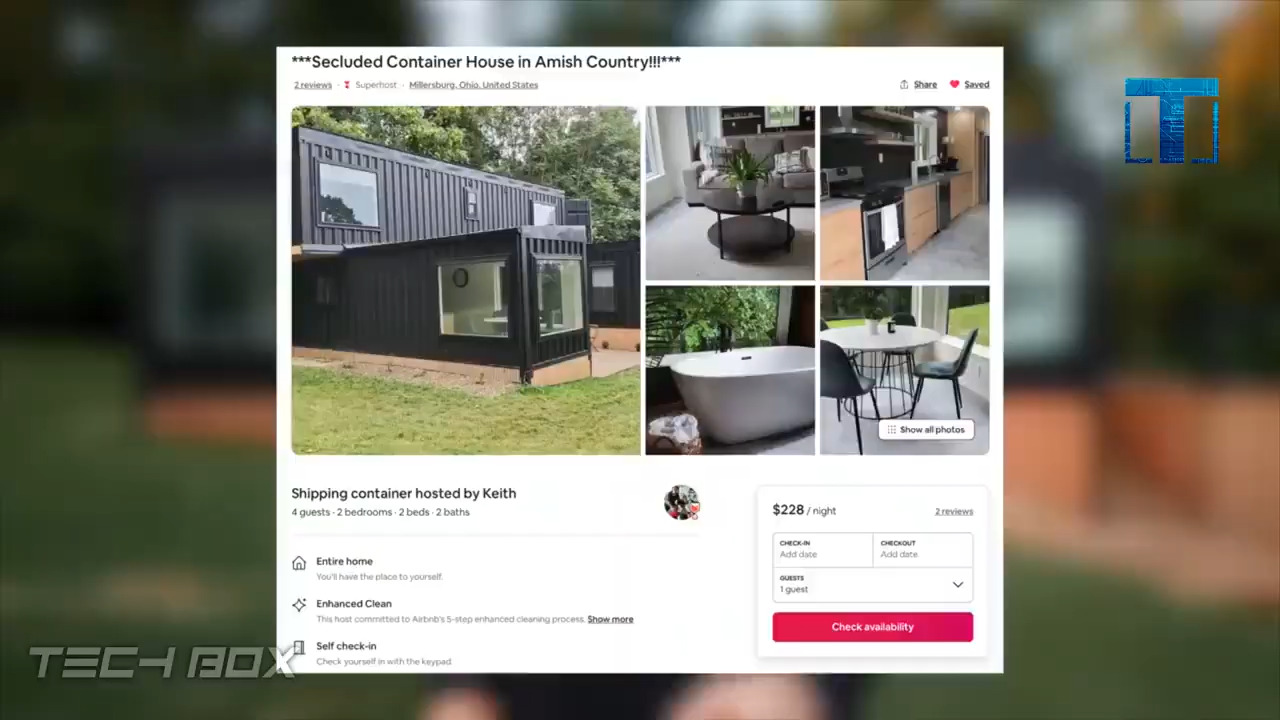 ***Secluded Container House in Amish Country!!!***
2 reviews · Superhost · Millersburg, Ohio, United States
Share Saved
Show all photos
Shipping container hosted by Keith
4 guests · 2 bedrooms · 2 beds · 2 baths
$228 / night 2 reviews
CHECK-IN CHECKOUT
Add date Add date
GUESTS
1 guest
Check availability
Entire home
You'll have the place to yourself.
Enhanced Clean
This host committed to Airbnb's 5-step enhanced cleaning process. Show more
Self check-in
Check yourself in with the keypad.
TECH BOX